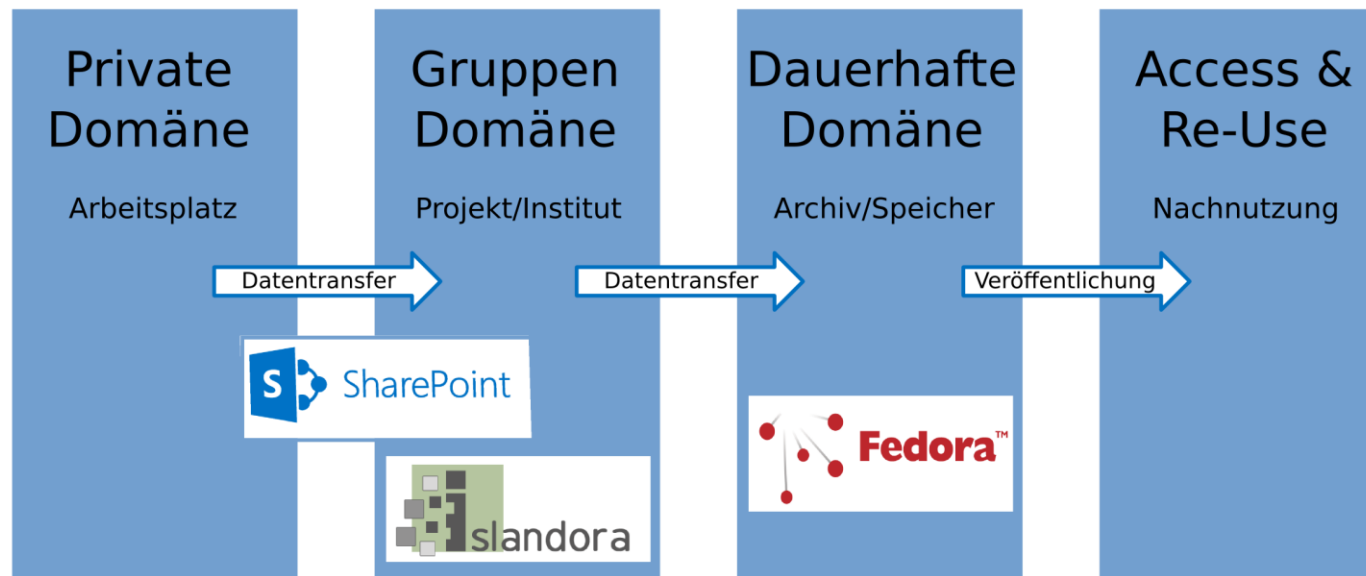 Private
Domäne
Arbeitsplatz
Gruppen
Domäne
Projekt/Institut
Dauerhafte
Domäne
Archiv/Speicher
Access &
Re-Use
Nachnutzung
Datentransfer
Datentransfer
Veröffentlichung
S SharePoint
islandora
Fedora™